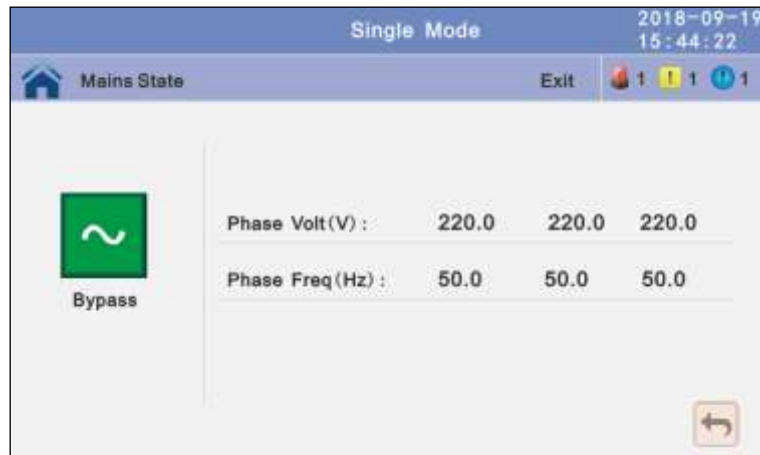 Single Mode
2018-09-19
15:44:22
Mains State
Exit
1
! 1
! 1
Phase Volt(V): 220.0 220.0 220.0
Phase Freq(Hz): 50.0 50.0 50.0
Bypass